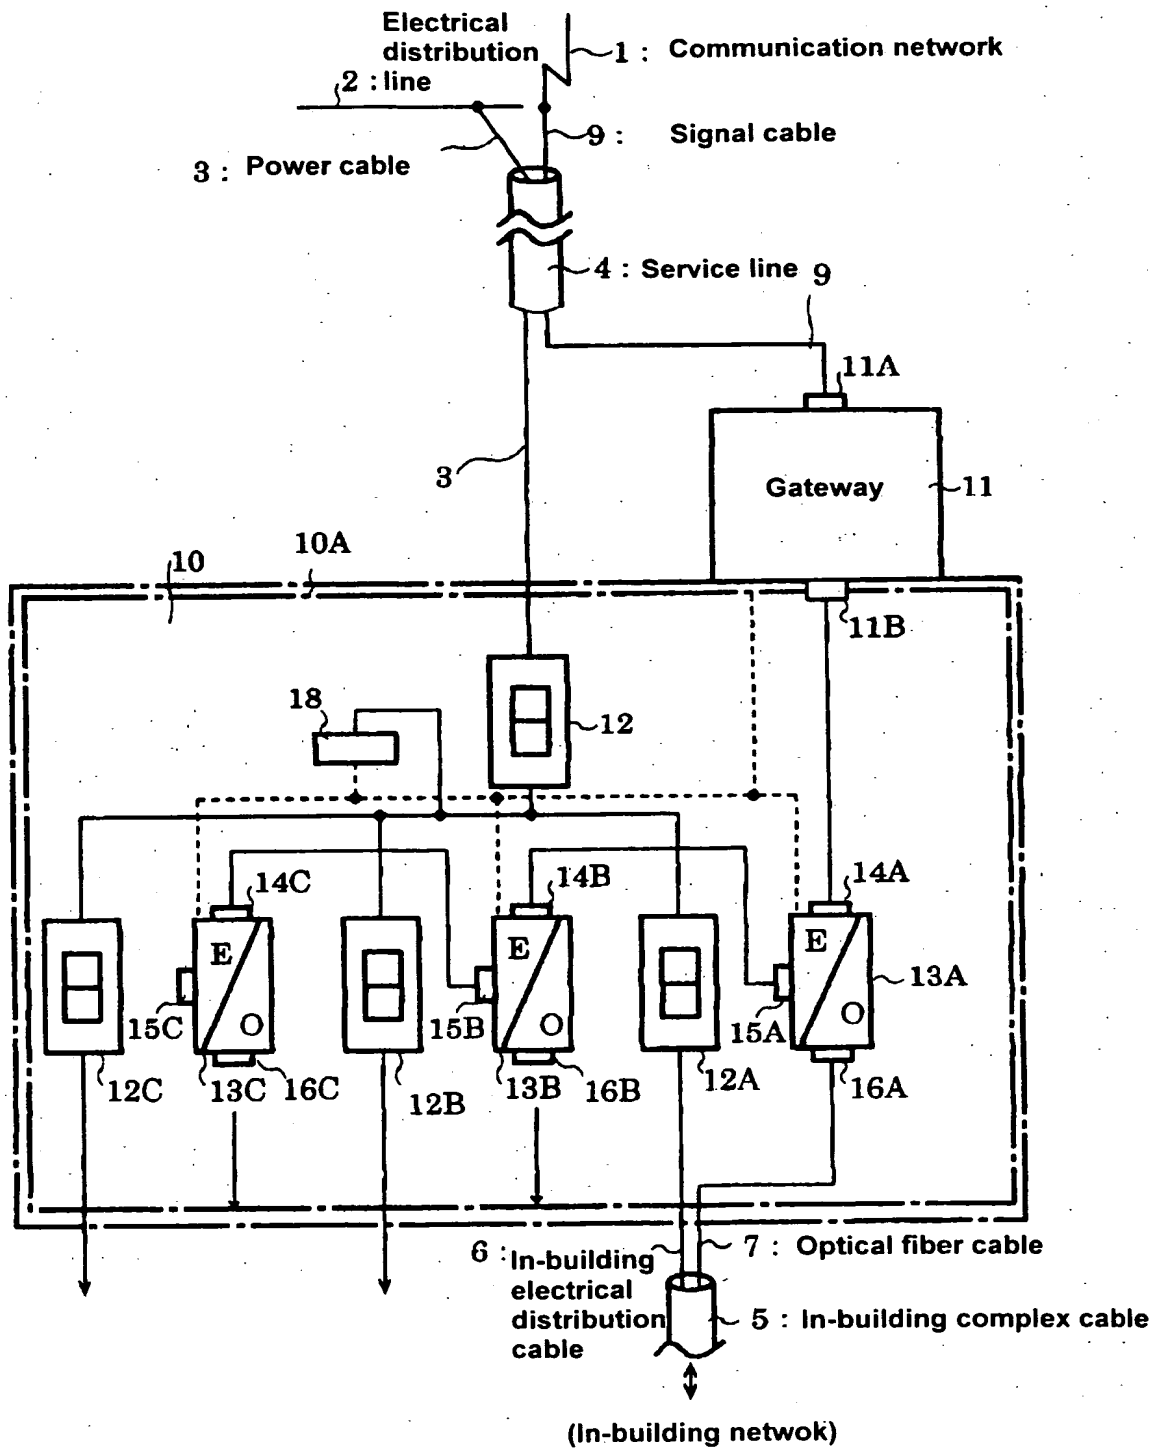 Electrical
distribution
2 : line
1 : Communication network
9 : Signal cable
3 : Power cable
4 : Service line
9
11A
3
Gateway
11
10
10A
11B
18
12
14C
14B
14A
E
E
E
13A
15C
O
15B
O
15A
O
12C
13C
16C
12B
13B
16B
12A
16A
6 : In-building
electrical
distribution
cable
7 : Optical fiber cable
5 : In-building complex cable
(In-building netwok)